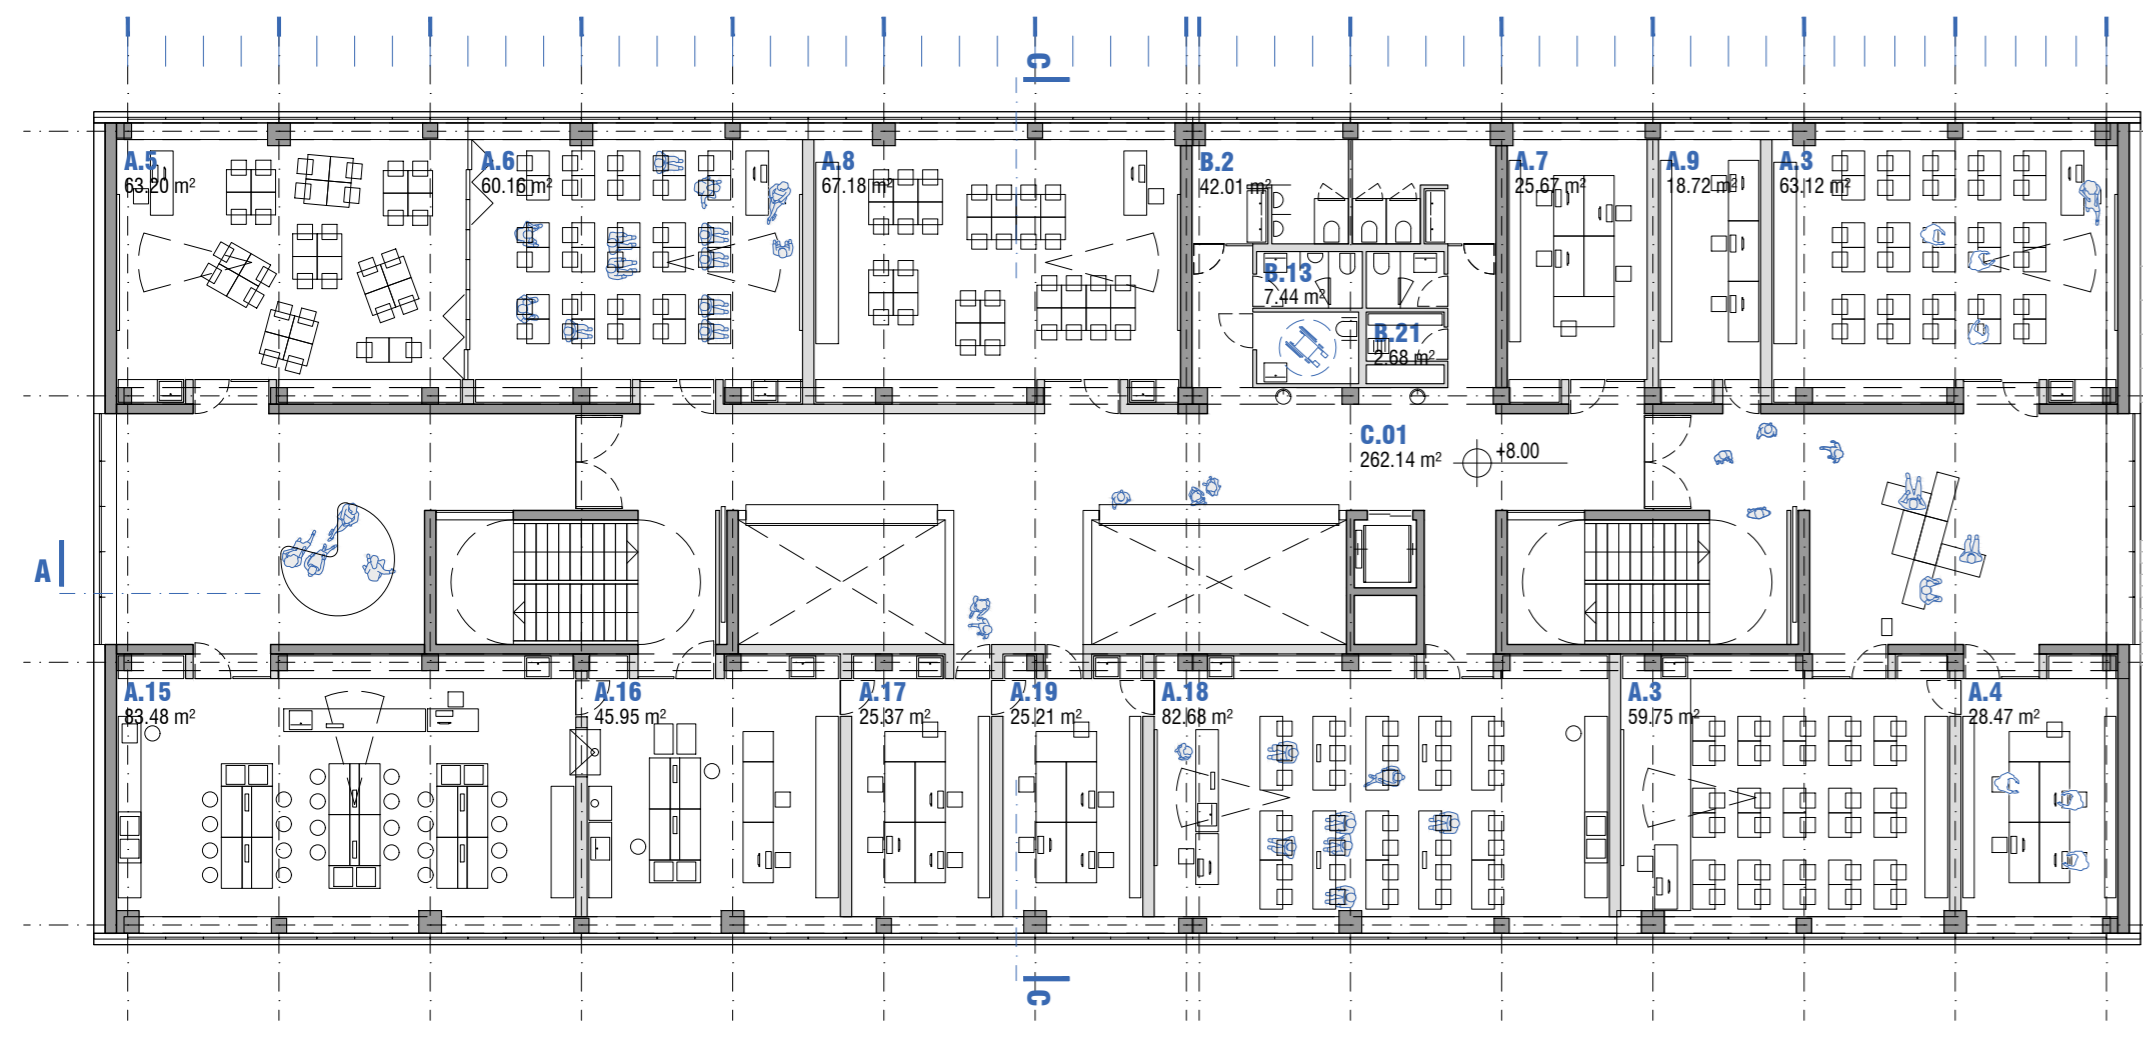 C
A.5
63.20 m²
A.6
60.16 m²
A.8
67.18 m²
B.2
42.01 m²
A.7
25.67 m²
A.9
18.72 m²
A.3
63.12 m²
B.13
7.44 m²
B.21
2.68 m²
C.01
262.14 m²
+8.00
A
A.15
83.48 m²
A.16
45.95 m²
A.17
25.37 m²
A.19
25.21 m²
A.18
82.68 m²
A.3
59.75 m²
A.4
28.47 m²
C